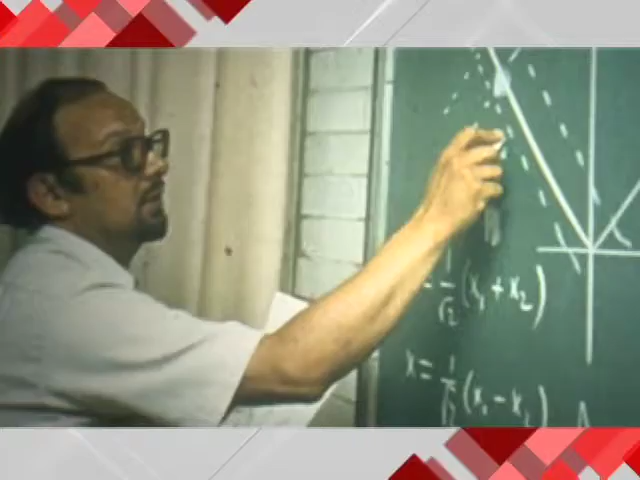 1/√2 (x₁ + x₂)
x = 1/√2 (x₁ - x₂)